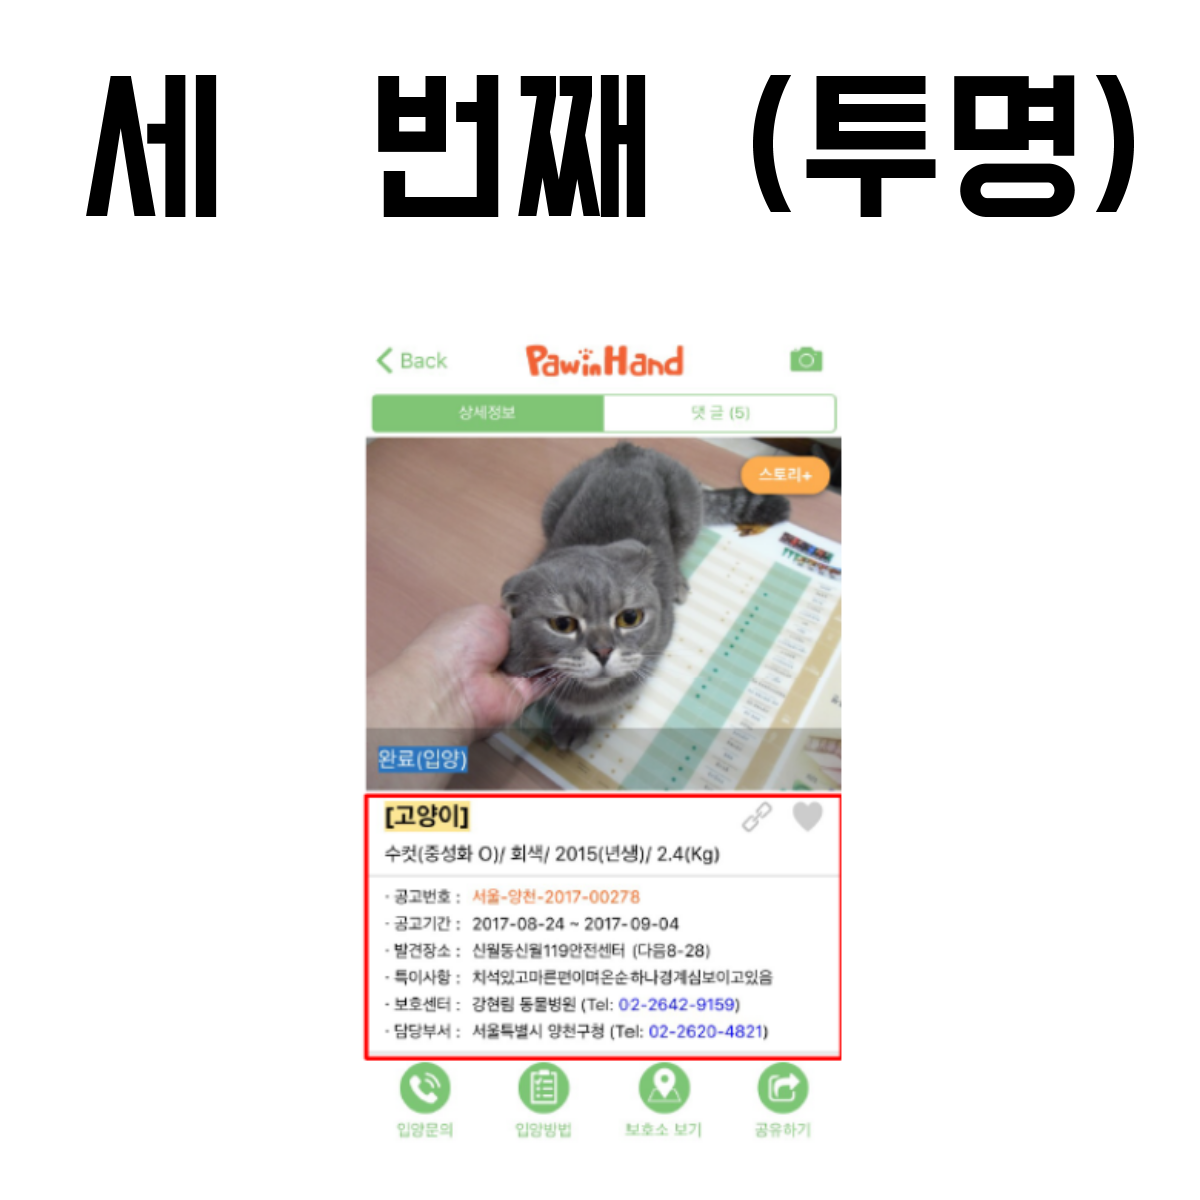 세 번째 (투명)
Back
Paw in Hand
상세정보
댓글 (5)
스토리+
완료(입양)
[고양이]
수컷(중성화 O)/ 회색/ 2015(년생)/ 2.4(Kg)
· 공고번호 : 서울-양천-2017-00278
· 공고기간 : 2017-08-24 ~ 2017-09-04
· 발견장소 : 신월동신월119안전센터 (다음8-28)
· 특이사항 : 치석있고마른편이며온순하나경계심보이고있음
· 보호센터 : 강현림 동물병원 (Tel: 02-2642-9159)
· 담당부서 : 서울특별시 양천구청 (Tel: 02-2620-4821)
입양문의
입양방법
보호소 보기
공유하기